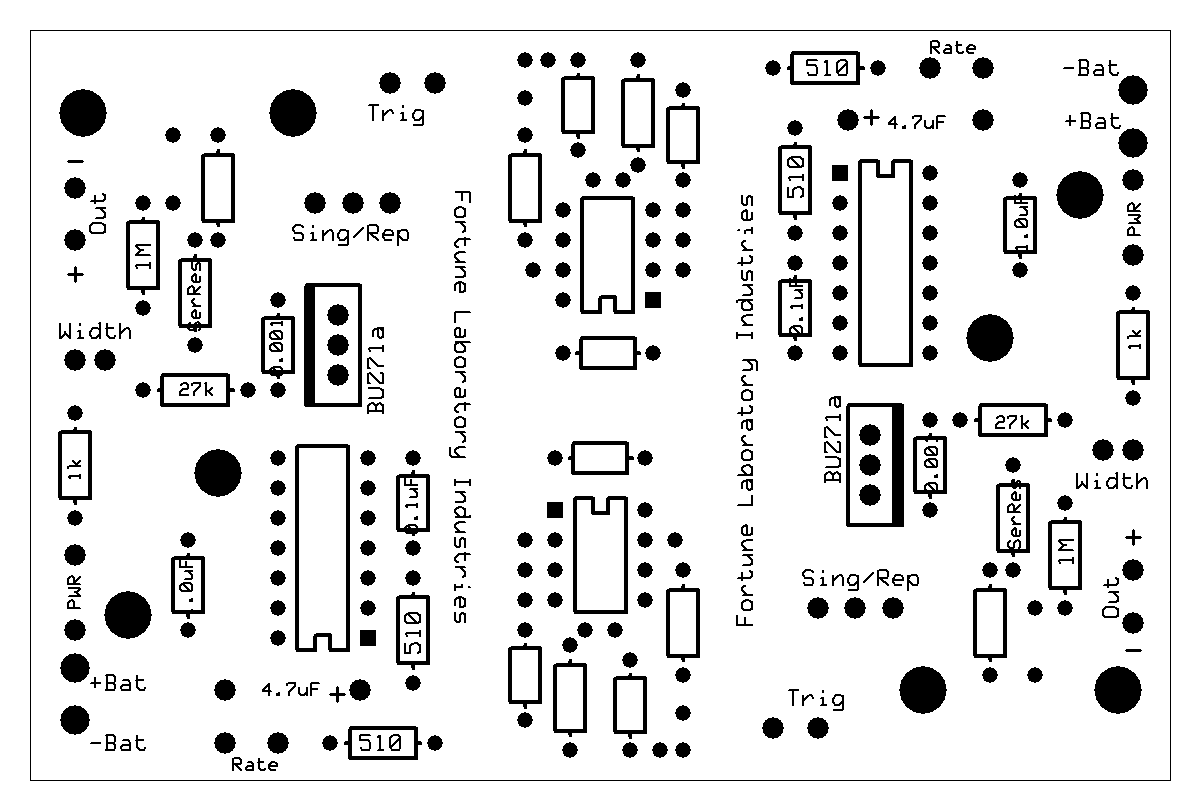 Rate
510
-Bat
Trig
+ 4.7uF
+Bat
510
-
Out
Sing/Rep
1.0uF
PWR
1M
+
SerRes
0.1uF
Width
0.001
1k
27k
BUZ71a
Fortune Laboratory Industries
Fortune Laboratory Industries
BUZ71a
27k
1k
0.001
Width
0.1uF
SerRes
+
1M
.0uF
Sing/Rep
PWR
Out
510
-
+Bat
4.7uF +
Trig
-Bat
510
Rate